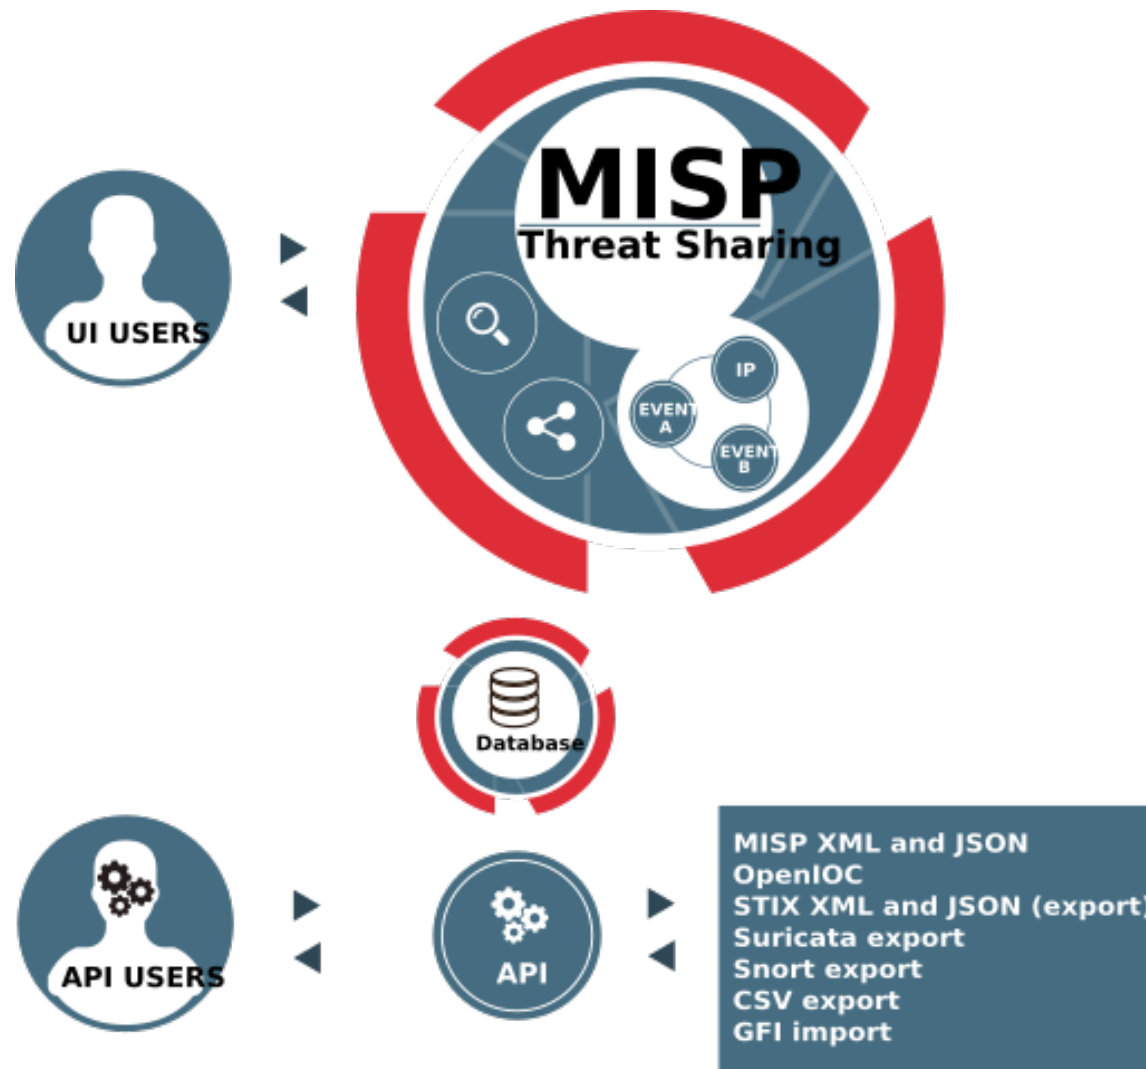 MISP
Threat Sharing
UI USERS
IP
EVENT
A
EVENT
B
Database
API USERS
API
MISP XML and JSON
OpenIOC
STIX XML and JSON (export)
Suricata export
Snort export
CSV export
GFI import